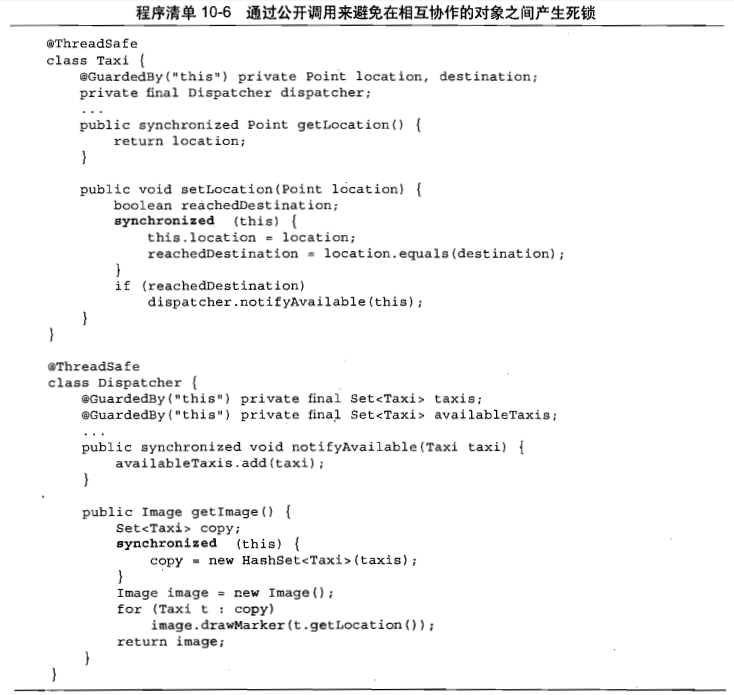 程序清单 10-6 通过公开调用来避免在相互协作的对象之间产生死锁
@ThreadSafe
class Taxi {
    @GuardedBy("this") private Point location, destination;
    private final Dispatcher dispatcher;
    ...
    public synchronized Point getLocation() {
        return location;
    }

    public void setLocation(Point location) {
        boolean reachedDestination;
        synchronized (this) {
            this.location = location;
            reachedDestination = location.equals(destination);
        }
        if (reachedDestination)
            dispatcher.notifyAvailable(this);
    }
}

@ThreadSafe
class Dispatcher {
    @GuardedBy("this") private final Set<Taxi> taxis;
    @GuardedBy("this") private final Set<Taxi> availableTaxis;
    ...
    public synchronized void notifyAvailable(Taxi taxi) {
        availableTaxis.add(taxi);
    }

    public Image getImage() {
        Set<Taxi> copy;
        synchronized (this) {
            copy = new HashSet<Taxi>(taxis);
        }
        Image image = new Image();
        for (Taxi t : copy)
            image.drawMarker(t.getLocation());
        return image;
    }
}